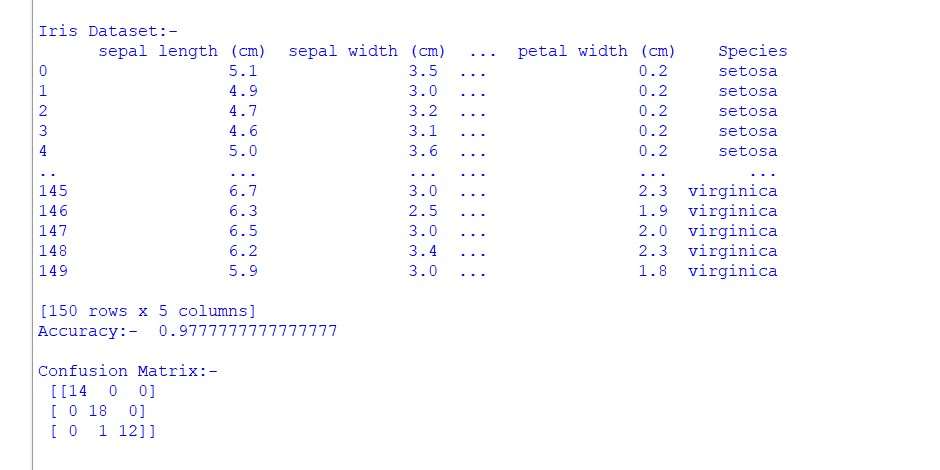 Iris Dataset:-
      sepal length (cm)  sepal width (cm)  ...  petal width (cm)    Species
0                   5.1               3.5  ...               0.2     setosa
1                   4.9               3.0  ...               0.2     setosa
2                   4.7               3.2  ...               0.2     setosa
3                   4.6               3.1  ...               0.2     setosa
4                   5.0               3.6  ...               0.2     setosa
..                  ...               ...  ...               ...        ...
145                 6.7               3.0  ...               2.3  virginica
146                 6.3               2.5  ...               1.9  virginica
147                 6.5               3.0  ...               2.0  virginica
148                 6.2               3.4  ...               2.3  virginica
149                 5.9               3.0  ...               1.8  virginica
[150 rows x 5 columns]
Accuracy:-  0.9777777777777777
Confusion Matrix:-
 [[14  0  0]
 [ 0 18  0]
 [ 0  1 12]]